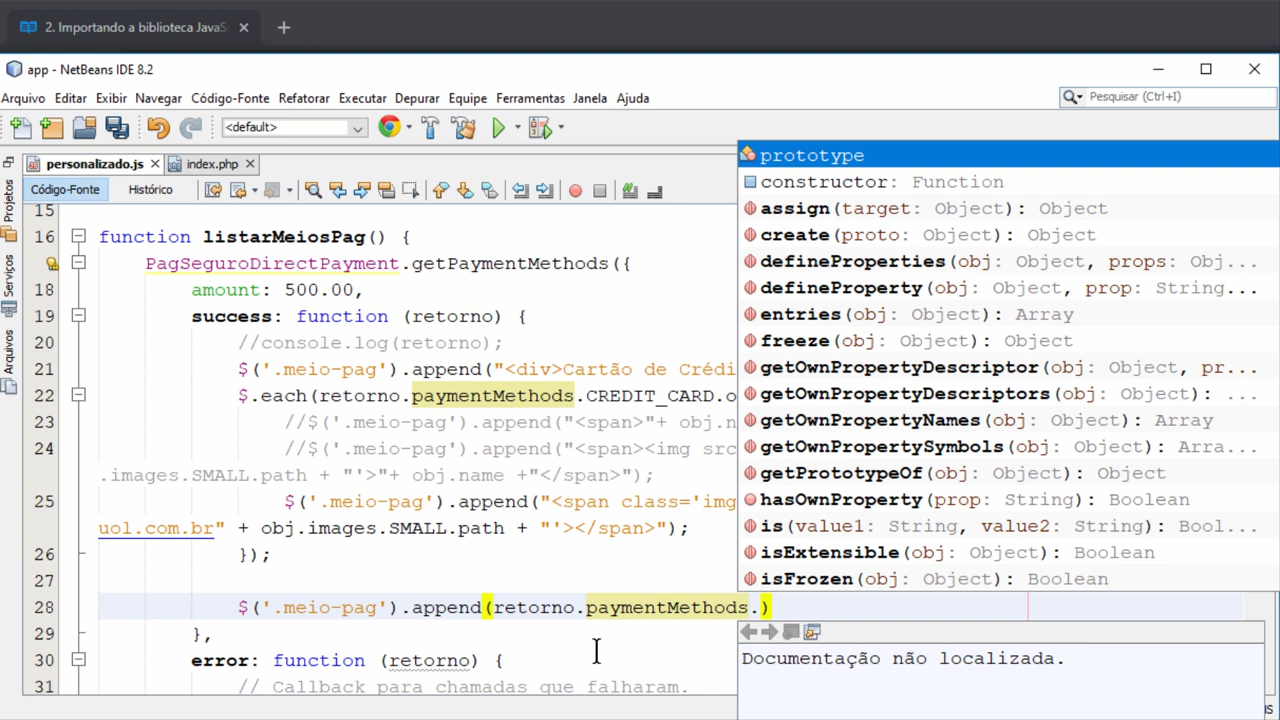 2. Importando a biblioteca JavaS
app - NetBeans IDE 8.2
Arquivo Editar Exibir Navegar Código-Fonte Refatorar Executar Depurar Equipe Ferramentas Janela Ajuda
Pesquisar (Ctrl+I)
<default>
personalizado.js index.php
Código-Fonte Histórico
Projetos
Serviços
Arquivos
15
16 function listarMeiosPag() {
PagSeguroDirectPayment.getPaymentMethods({
18 amount: 500.00,
19 success: function (retorno) {
20 //console.log(retorno);
21 $('.meio-pag').append("<div>Cartão de Crédi
22 $.each(retorno.paymentMethods.CREDIT_CARD.o
23 //$('.meio-pag').append("<span>"+ obj.n
24 //$('.meio-pag').append("<span><img src
.images.SMALL.path + "'>"+ obj.name +"</span>");
25 $('.meio-pag').append("<span class='img
uol.com.br" + obj.images.SMALL.path + "'></span>");
26 });
27
28 $('.meio-pag').append(retorno.paymentMethods.)
29 },
30 error: function (retorno) {
31 // Callback para chamadas que falharam.
prototype
constructor: Function
assign(target: Object): Object
create(proto: Object): Object
defineProperties(obj: Object, props: Obj...
defineProperty(obj: Object, prop: String...
entries(obj: Object): Array
freeze(obj: Object): Object
getOwnPropertyDescriptor(obj: Object, pr...
getOwnPropertyDescriptors(obj: Object): ...
getOwnPropertyNames(obj: Object): Array
getOwnPropertySymbols(obj: Object): Arra...
getPrototypeOf(obj: Object): Object
hasOwnProperty(prop: String): Boolean
is(value1: String, value2: String): Bool...
isExtensible(obj: Object): Boolean
isFrozen(obj: Object): Boolean
Documentação não localizada.